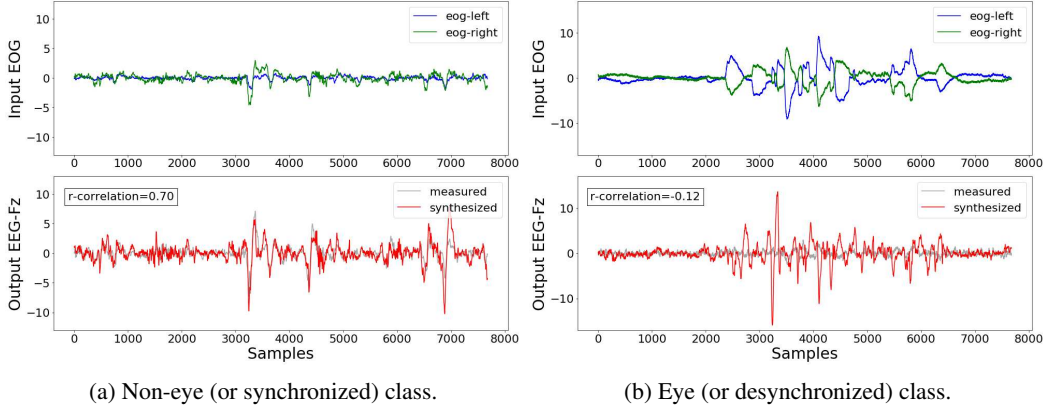 10
5
0
−5
−10
Input EOG
eog-left
eog-right
0 1000 2000 3000 4000 5000 6000 7000 8000
10
5
0
−5
−10
Output EEG-Fz
r-correlation=0.70
measured
synthesized
0 1000 2000 3000 4000 5000 6000 7000 8000
Samples
(a) Non-eye (or synchronized) class.
10
5
0
−5
−10
Input EOG
eog-left
eog-right
0 1000 2000 3000 4000 5000 6000 7000 8000
10
0
−10
Output EEG-Fz
r-correlation=-0.12
measured
synthesized
0 1000 2000 3000 4000 5000 6000 7000 8000
Samples
(b) Eye (or desynchronized) class.